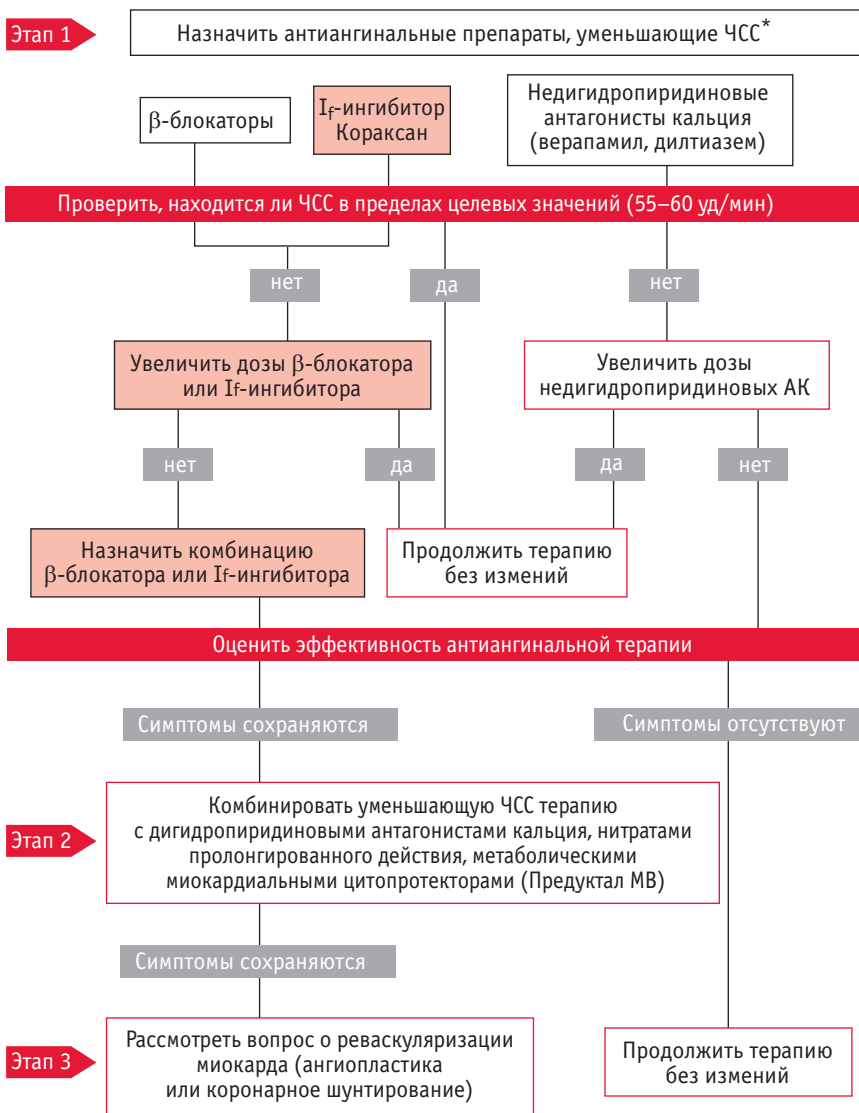 Этап 1
Назначить антиангинальные препараты, уменьшающие ЧСС*
β-блокаторы
If-ингибитор
Кораксан
Недигидропиридиновые
антагонисты кальция
(верапамил, дилтиазем)
Проверить, находится ли ЧСС в пределах целевых значений (55–60 уд/мин)
нет
да
нет
Увеличить дозы β-блокатора
или If-ингибитора
Увеличить дозы
недигидропиридиновых АК
нет
да
да
нет
Назначить комбинацию
β-блокатора или If-ингибитора
Продолжить терапию
без изменений
Оценить эффективность антиангинальной терапии
Симптомы сохраняются
Симптомы отсутствуют
Этап 2
Комбинировать уменьшающую ЧСС терапию
с дигидропиридиновыми антагонистами кальция, нитратами
пролонгированного действия, метаболическими
миокардиальными цитопротекторами (Предуктал МВ)
Симптомы сохраняются
Этап 3
Рассмотреть вопрос о реваскуляризации
миокарда (ангиопластика
или коронарное шунтирование)
Продолжить терапию
без изменений